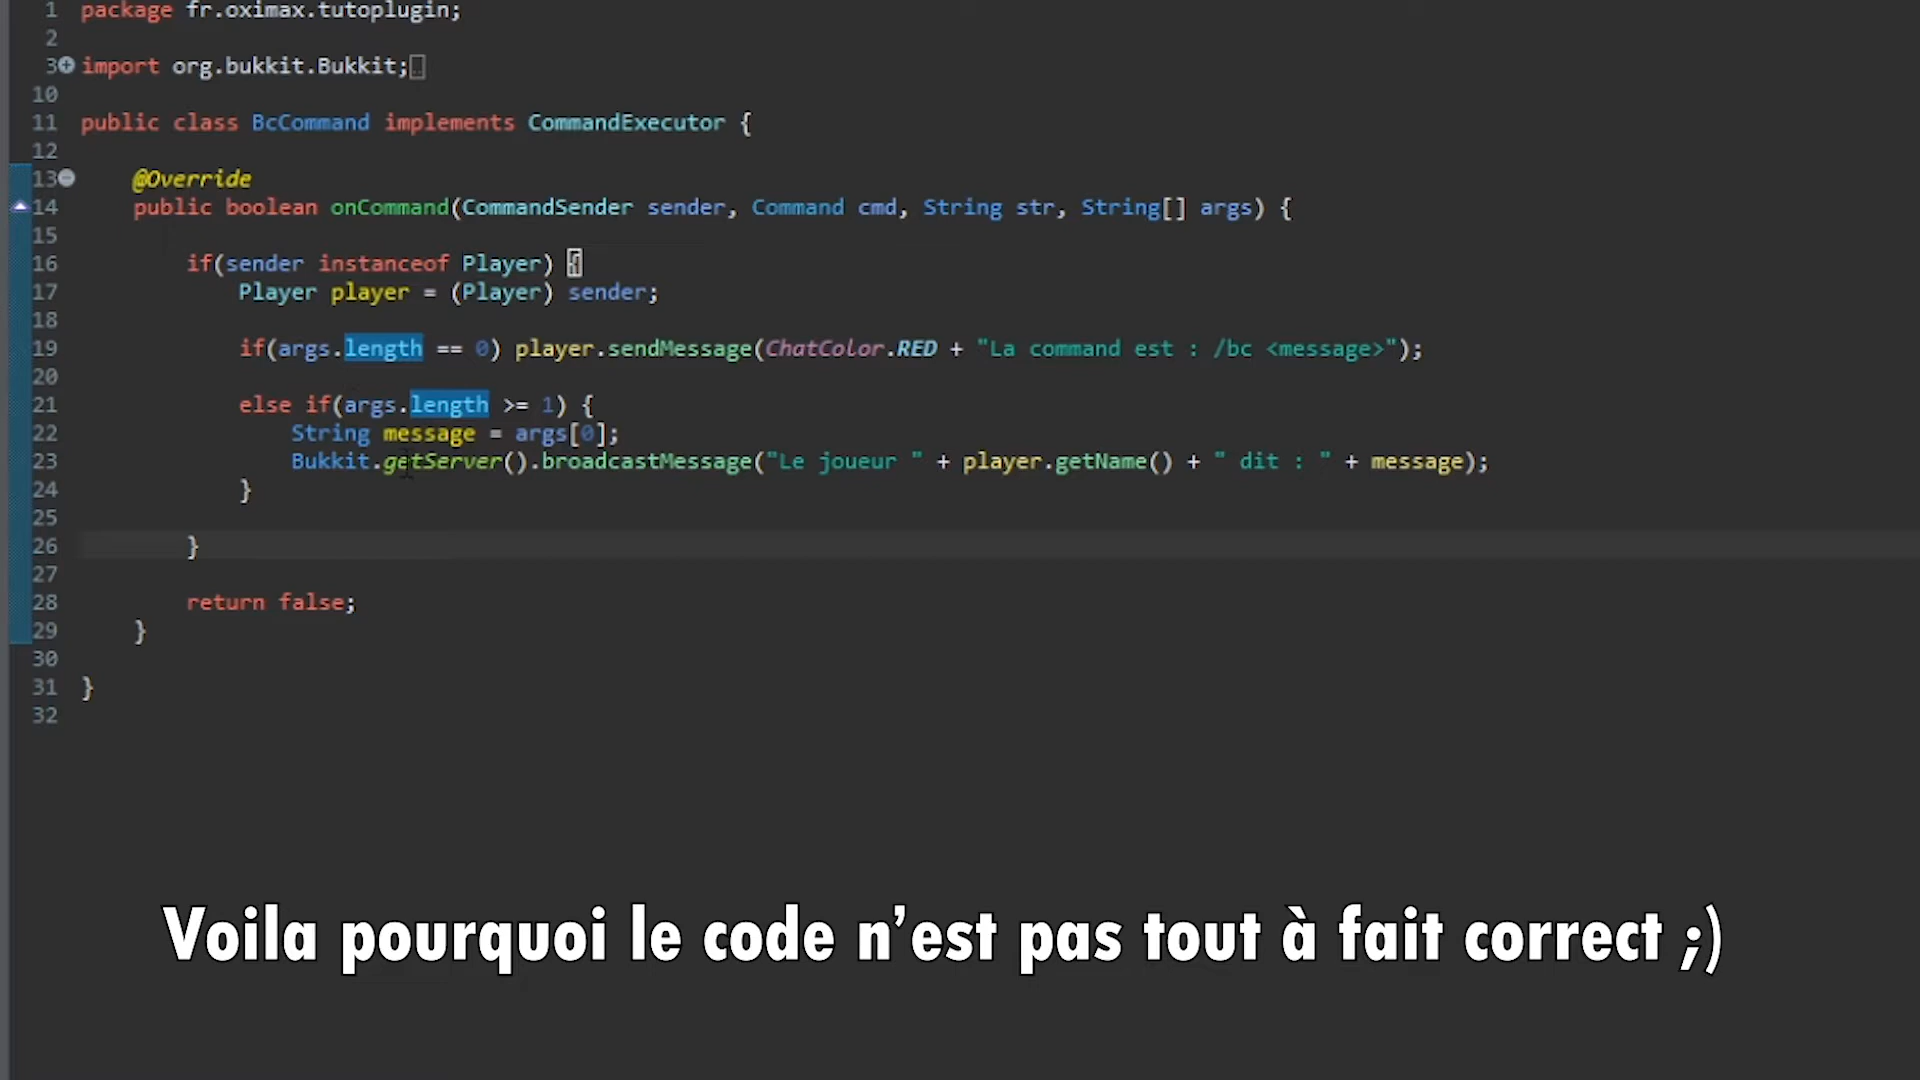 1 package fr.oximax.tutoplugin;
2
3 import org.bukkit.Bukkit;
10
11 public class BcCommand implements CommandExecutor {
12
13 @Override
14 public boolean onCommand(CommandSender sender, Command cmd, String str, String[] args) {
15
16 if(sender instanceof Player) {
17 Player player = (Player) sender;
18
19 if(args.length == 0) player.sendMessage(ChatColor.RED + "La command est : /bc <message>");
20
21 else if(args.length >= 1) {
22 String message = args[0];
23 Bukkit.getServer().broadcastMessage("Le joueur " + player.getName() + " dit : " + message);
24 }
25
26 }
27
28 return false;
29 }
30
31 }
32
Voila pourquoi le code n’est pas tout à fait correct ;)